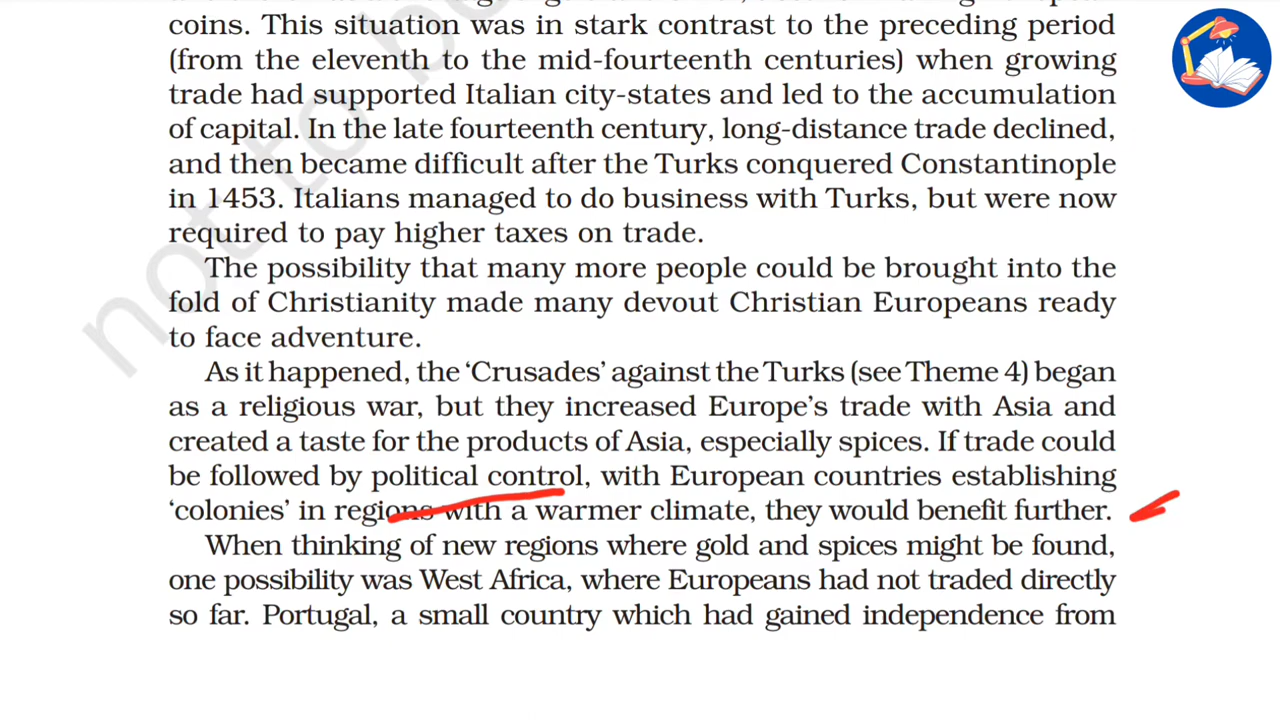 coins. This situation was in stark contrast to the preceding period
(from the eleventh to the mid-fourteenth centuries) when growing
trade had supported Italian city-states and led to the accumulation
of capital. In the late fourteenth century, long-distance trade declined,
and then became difficult after the Turks conquered Constantinople
in 1453. Italians managed to do business with Turks, but were now
required to pay higher taxes on trade.
The possibility that many more people could be brought into the
fold of Christianity made many devout Christian Europeans ready
to face adventure.
As it happened, the ‘Crusades’ against the Turks (see Theme 4) began
as a religious war, but they increased Europe’s trade with Asia and
created a taste for the products of Asia, especially spices. If trade could
be followed by political control, with European countries establishing
‘colonies’ in regions with a warmer climate, they would benefit further.
When thinking of new regions where gold and spices might be found,
one possibility was West Africa, where Europeans had not traded directly
so far. Portugal, a small country which had gained independence from
not to be